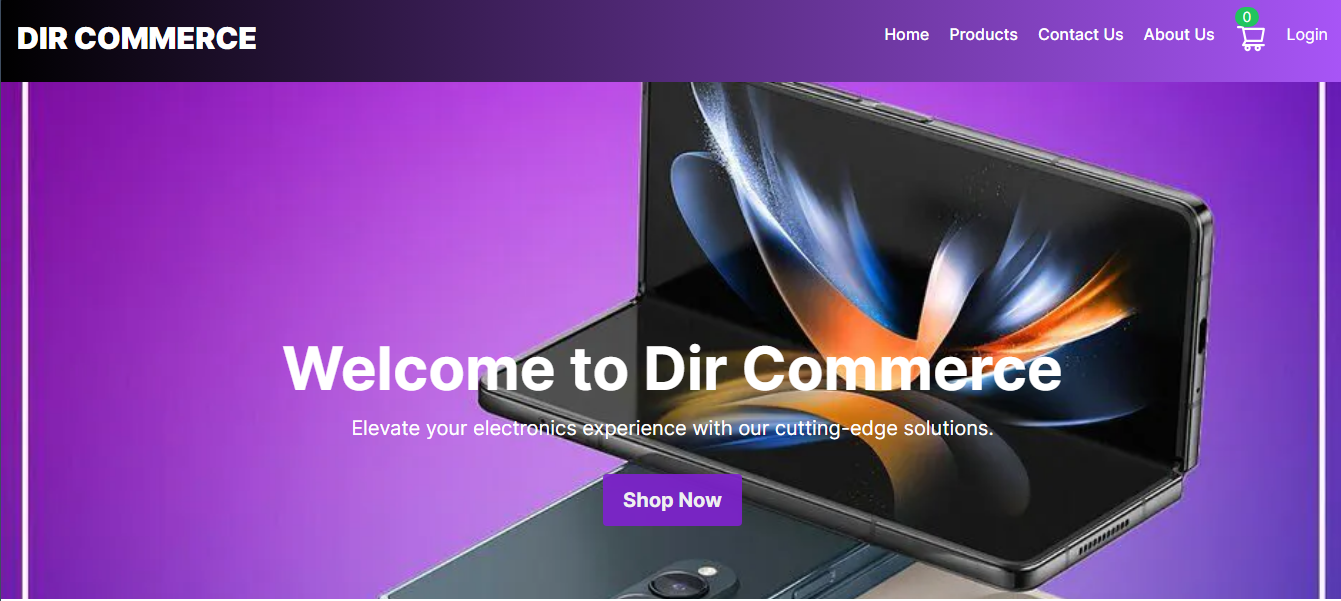 DIR COMMERCE
Home Products Contact Us About Us 0 Login
Welcome to Dir Commerce
Elevate your electronics experience with our cutting-edge solutions.
Shop Now